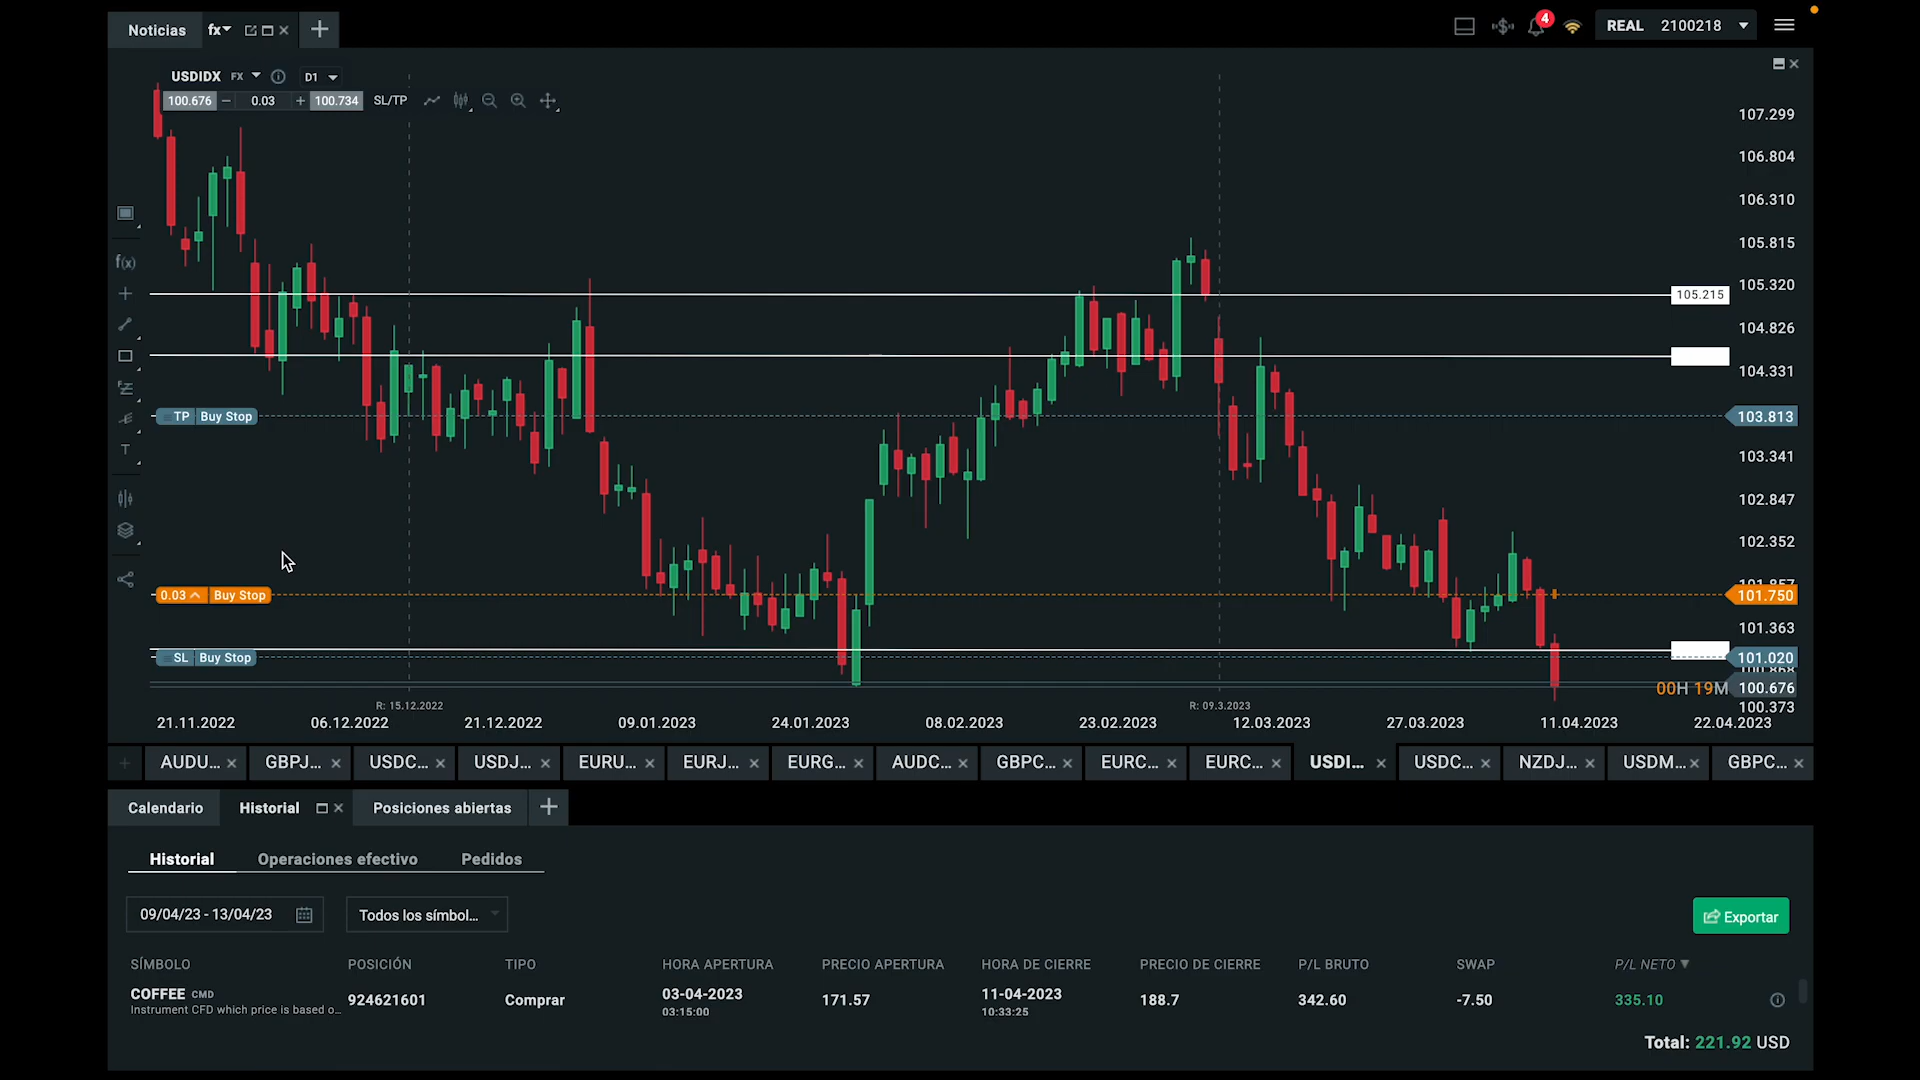 Noticias fx
4 REAL 2100218
USDIDX FX D1
100.676 − 0.03 + 100.734 SL/TP
107.299
106.804
106.310
105.815
105.320
105.215
104.826
104.331
TP Buy Stop 103.813
103.341
102.847
102.352
101.857
0.03 Buy Stop 101.750
101.363
SL Buy Stop 101.020
100.868
00H 19M 100.676
100.373
f(x)
T
R: 15.12.2022 R: 09.3.2023
21.11.2022 06.12.2022 21.12.2022 09.01.2023 24.01.2023 08.02.2023 23.02.2023 12.03.2023 27.03.2023 11.04.2023 22.04.2023
AUDU... GBPJ... USDC... USDJ... EURU... EURJ... EURG... AUDC... GBPC... EURC... EURC... USDI... USDC... NZDJ... USDM... GBPC...
Calendario Historial Posiciones abiertas
Historial Operaciones efectivo Pedidos
09/04/23 - 13/04/23 Todos los símbol... Exportar
SÍMBOLO POSICIÓN TIPO HORA APERTURA PRECIO APERTURA HORA DE CIERRE PRECIO DE CIERRE P/L BRUTO SWAP P/L NETO
COFFEE CMD 924621601 Comprar 03-04-2023 171.57 11-04-2023 188.7 342.60 -7.50 335.10
Instrument CFD which price is based o... 03:15:00 10:33:25
Total: 221.92 USD